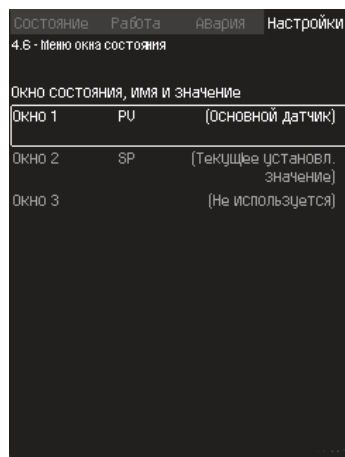 Состояние Работа Авария Настройки
4.6 - Меню окна состояния
Окно состояния, имя и значение
Окно 1 PV (Основной датчик)
Окно 2 SP (Текущее установл. значение)
Окно 3 (Не используется)